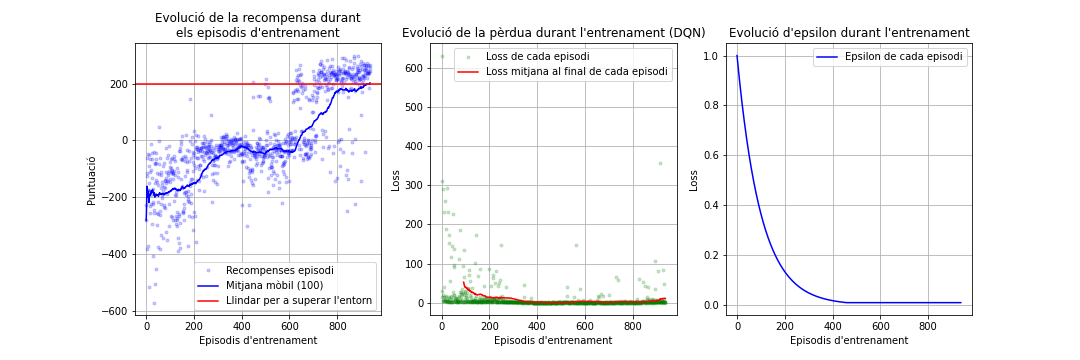 Evolució de la recompensa durant
els episodis d'entrenament
Puntuació
200
0
−200
−400
−600
0
200
400
600
800
Episodis d'entrenament
Recompenses episodi
Mitjana mòbil (100)
Llindar per a superar l'entorn
Evolució de la pèrdua durant l'entrenament (DQN)
Loss
600
500
400
300
200
100
0
0
200
400
600
800
Episodis d'entrenament
Loss de cada episodi
Loss mitjana al final de cada episodi
Evolució d'epsilon durant l'entrenament
Loss
1.0
0.8
0.6
0.4
0.2
0.0
0
200
400
600
800
Episodis d'entrenament
Epsilon de cada episodi